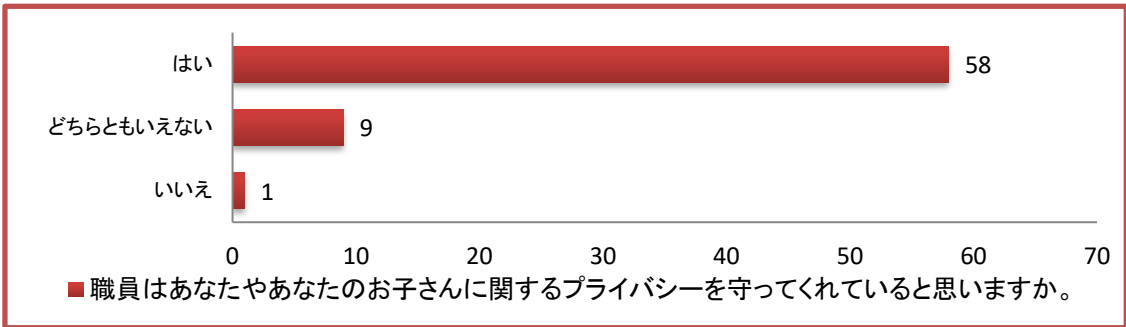 はい 58
どちらともいえない 9
いいえ 1
0 10 20 30 40 50 60 70
職員はあなたやあなたのお子さんに関するプライバシーを守ってくれていると思いますか。